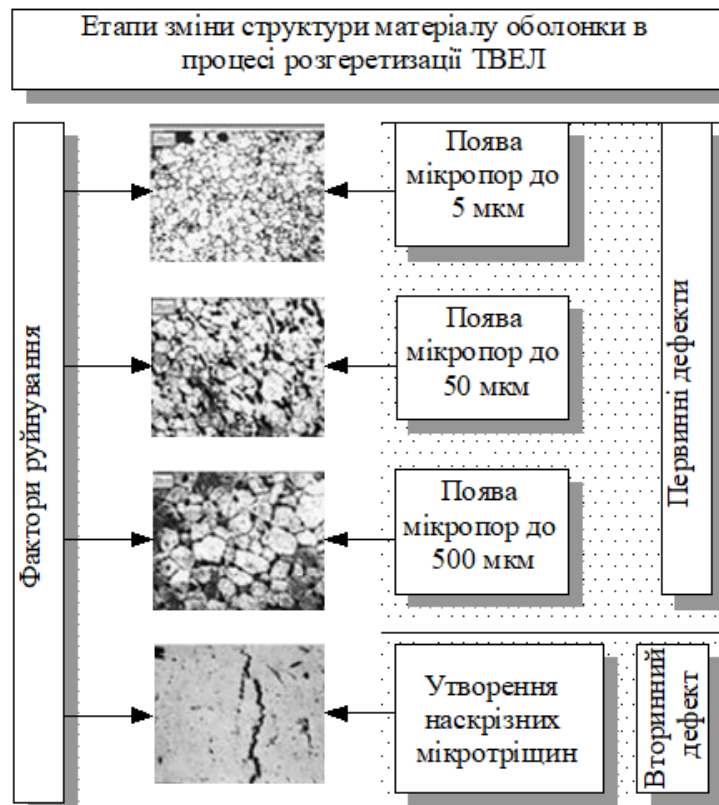 Етапи зміни структури матеріалу оболонки в
процесі розгеретизації ТВЕЛ
Фактори руйнування
Поява
мікропор до
5 мкм
Поява
мікропор до
50 мкм
Поява
мікропор до
500 мкм
Первинні дефекти
Утворення
наскрізних
мікротріщин
Вторинний
дефект